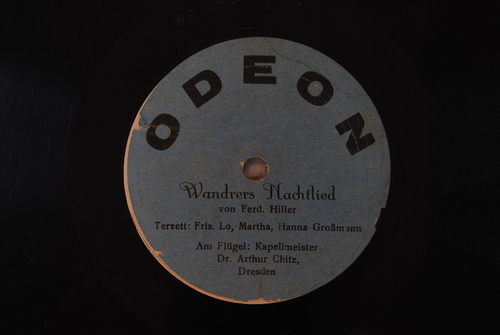 ODEON
Wandrers Nachtlied
von Ferd. Hiller
Terzett: Frls. Lo, Martha, Hanna Großmann
Am Flügel: Kapellmeister
Dr. Arthur Chitz,
Dresden